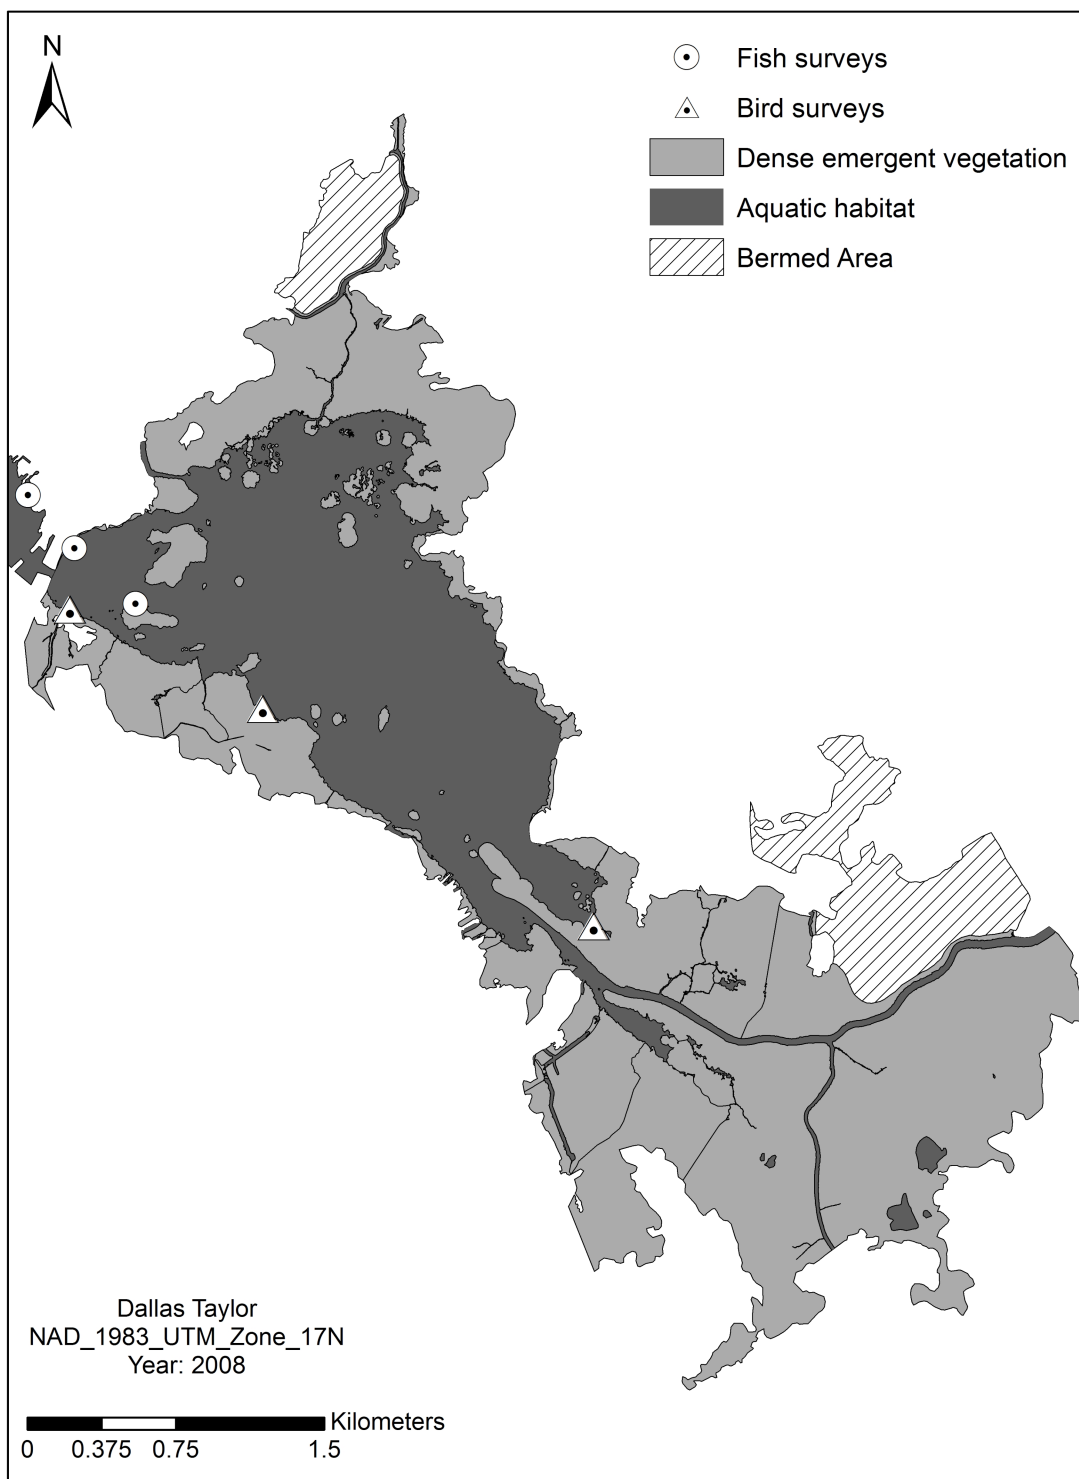 N
Fish surveys
Bird surveys
Dense emergent vegetation
Aquatic habitat
Bermed Area
Dallas Taylor
NAD_1983_UTM_Zone_17N
Year: 2008
Kilometers
0 0.375 0.75 1.5